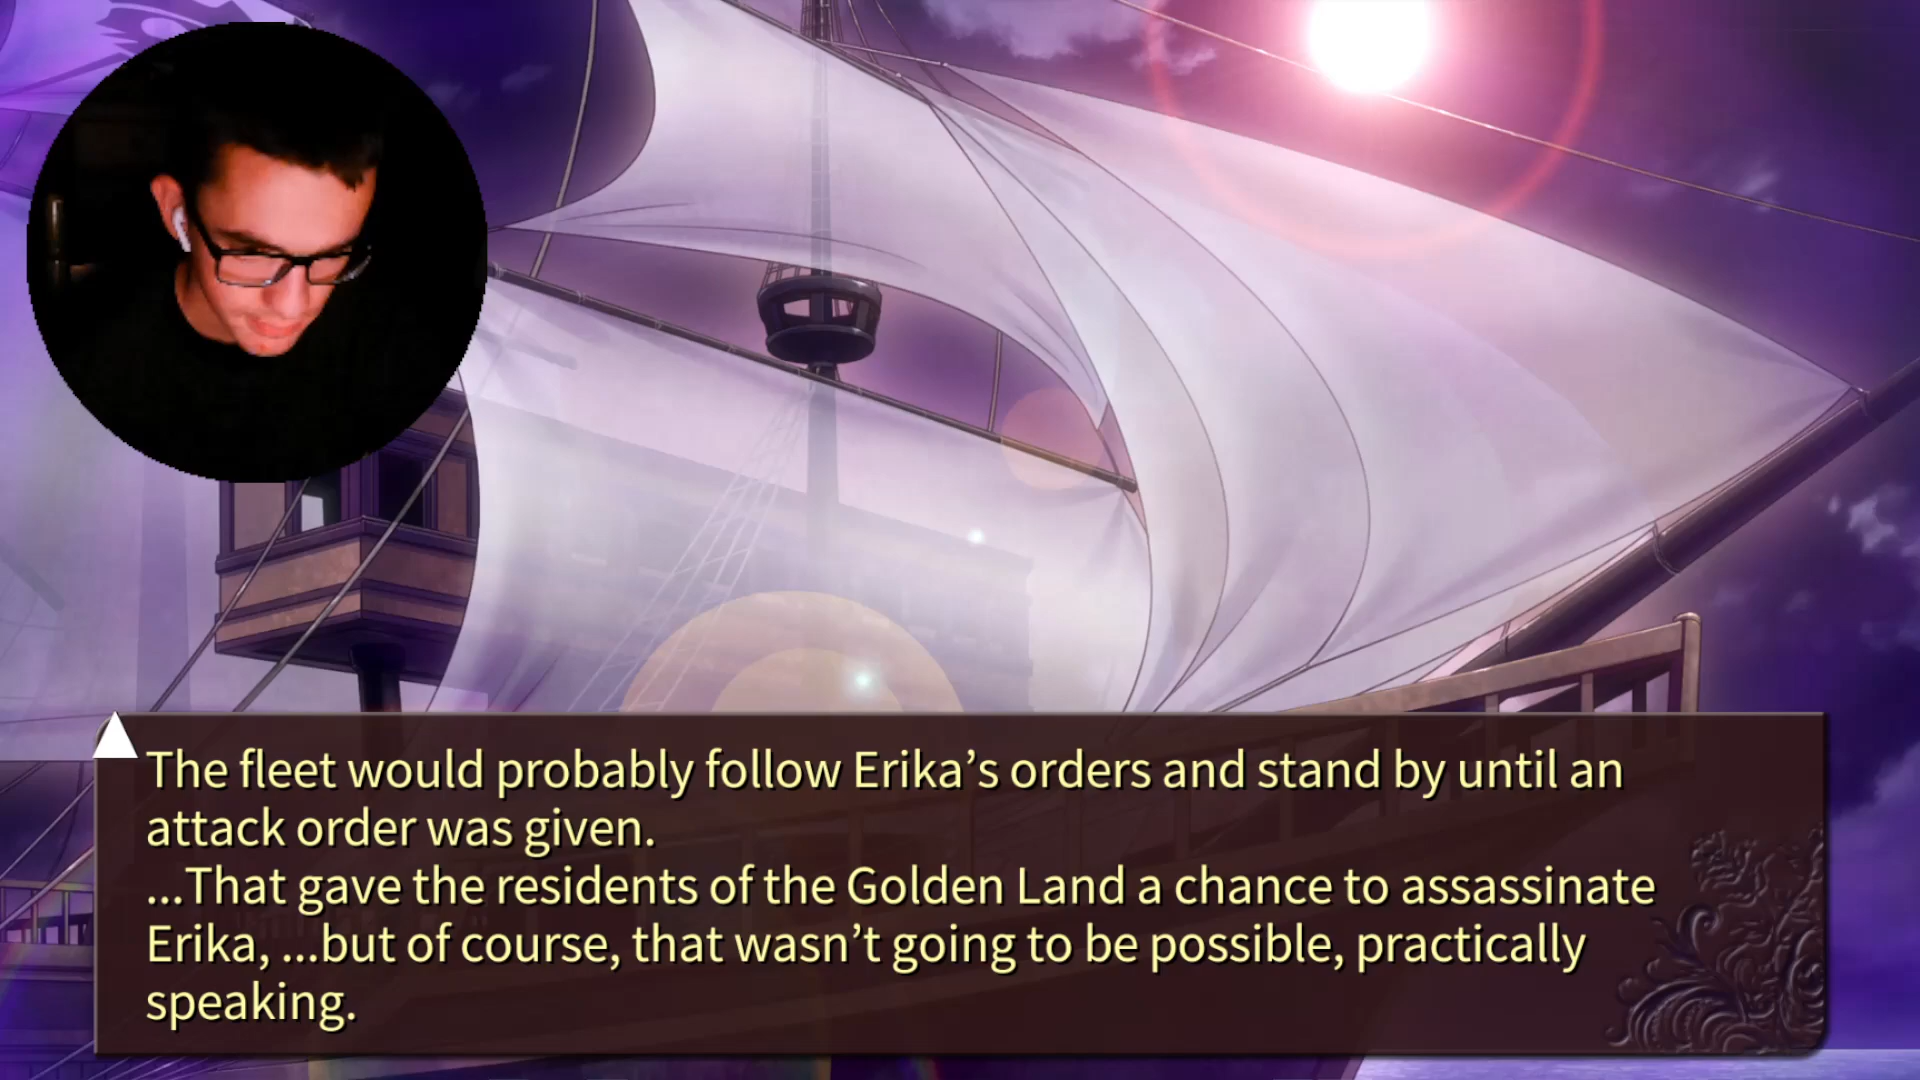 The fleet would probably follow Erika’s orders and stand by until an
attack order was given.
...That gave the residents of the Golden Land a chance to assassinate
Erika, ...but of course, that wasn’t going to be possible, practically
speaking.